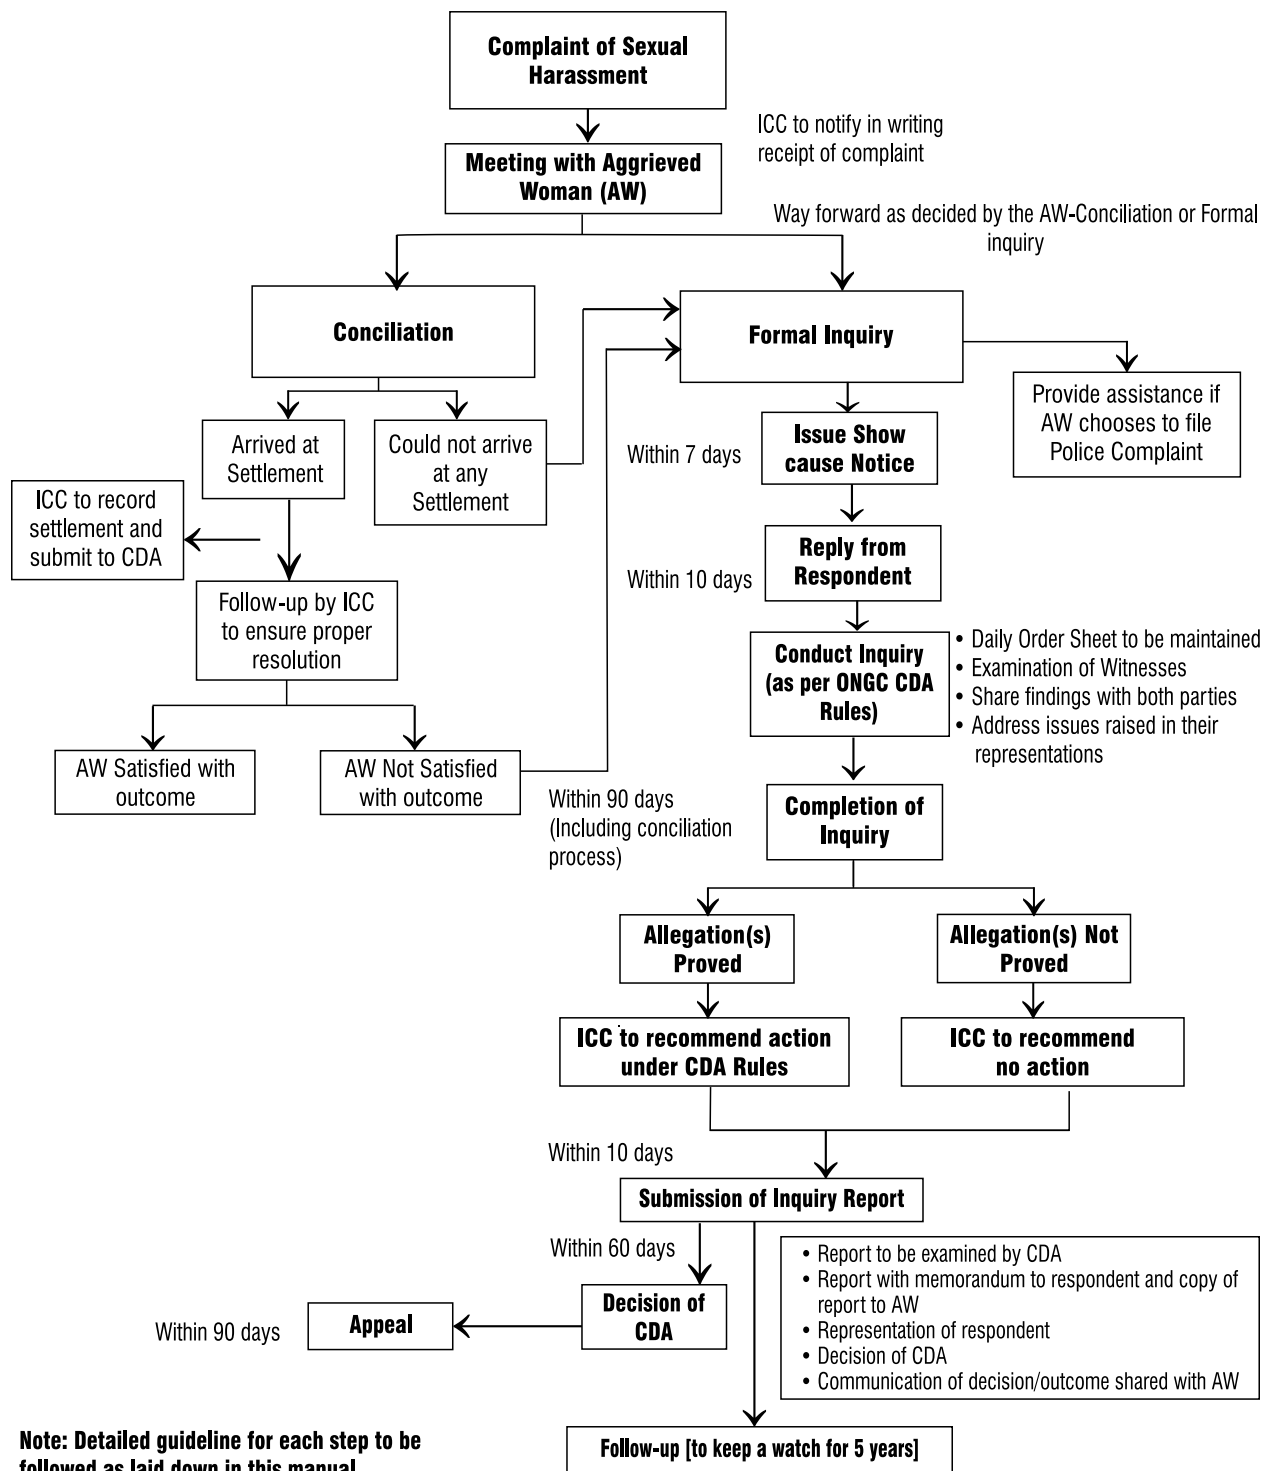 Complaint of Sexual
Harassment
ICC to notify in writing
receipt of complaint
Meeting with Aggrieved
Woman (AW)
Way forward as decided by the AW-Conciliation or Formal
inquiry
Conciliation
Formal Inquiry
Arrived at
Settlement
Could not arrive
at any
Settlement
Provide assistance if
AW chooses to file
Police Complaint
Within 7 days
Issue Show
cause Notice
ICC to record
settlement and
submit to CDA
Within 10 days
Reply from
Respondent
Follow-up by ICC
to ensure proper
resolution
Conduct Inquiry
(as per ONGC CDA
Rules)
• Daily Order Sheet to be maintained
• Examination of Witnesses
• Share findings with both parties
• Address issues raised in their
representations
AW Satisfied with
outcome
AW Not Satisfied
with outcome
Within 90 days
(Including conciliation
process)
Completion of
Inquiry
Allegation(s)
Proved
Allegation(s) Not
Proved
ICC to recommend action
under CDA Rules
ICC to recommend
no action
Within 10 days
Submission of Inquiry Report
Within 60 days
• Report to be examined by CDA
• Report with memorandum to respondent and copy of
report to AW
• Representation of respondent
• Decision of CDA
• Communication of decision/outcome shared with AW
Decision of
CDA
Appeal
Within 90 days
Follow-up [to keep a watch for 5 years]
Note: Detailed guideline for each step to be
followed as laid down in this manual